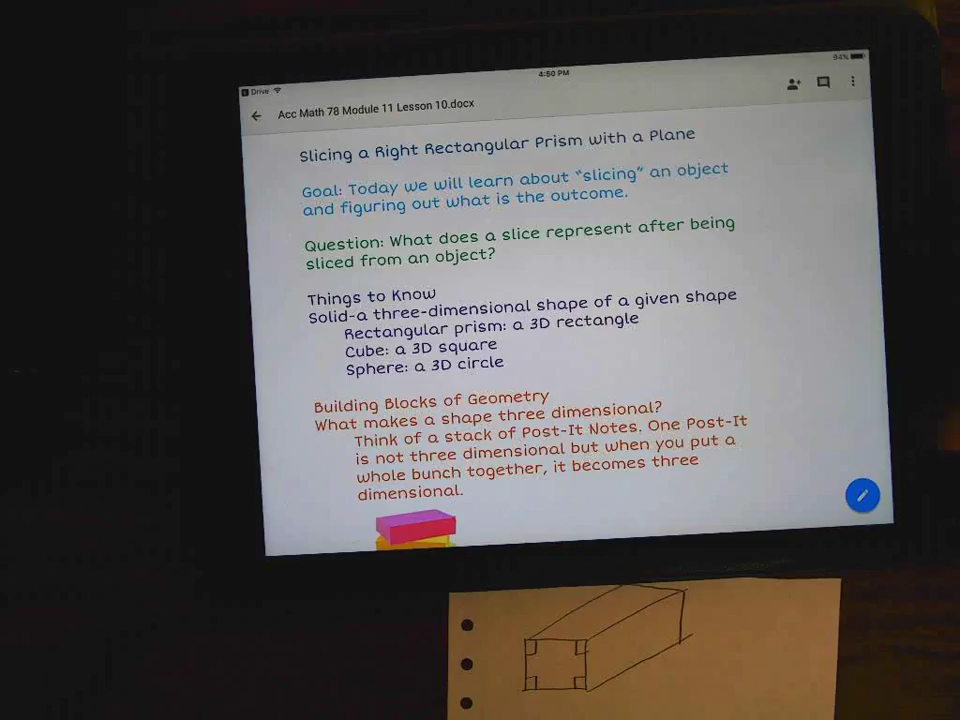 94%
Drive
4:50 PM
Acc Math 78 Module 11 Lesson 10.docx
Slicing a Right Rectangular Prism with a Plane
Goal: Today we will learn about “slicing” an object
and figuring out what is the outcome.
Question: What does a slice represent after being
sliced from an object?
Things to Know
Solid-a three-dimensional shape of a given shape
Rectangular prism: a 3D rectangle
Cube: a 3D square
Sphere: a 3D circle
Building Blocks of Geometry
What makes a shape three dimensional?
Think of a stack of Post-It Notes. One Post-It
is not three dimensional but when you put a
whole bunch together, it becomes three
dimensional.